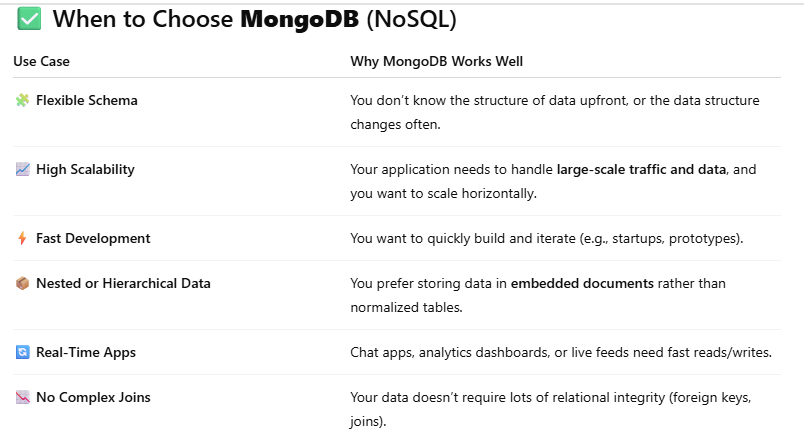 ✅ When to Choose MongoDB (NoSQL)
Use Case Why MongoDB Works Well
🧩 Flexible Schema You don’t know the structure of data upfront, or the data structure
changes often.
📈 High Scalability Your application needs to handle large-scale traffic and data, and
you want to scale horizontally.
⚡ Fast Development You want to quickly build and iterate (e.g., startups, prototypes).
📦 Nested or Hierarchical Data You prefer storing data in embedded documents rather than
normalized tables.
🔄 Real-Time Apps Chat apps, analytics dashboards, or live feeds need fast reads/writes.
📉 No Complex Joins Your data doesn’t require lots of relational integrity (foreign keys,
joins).